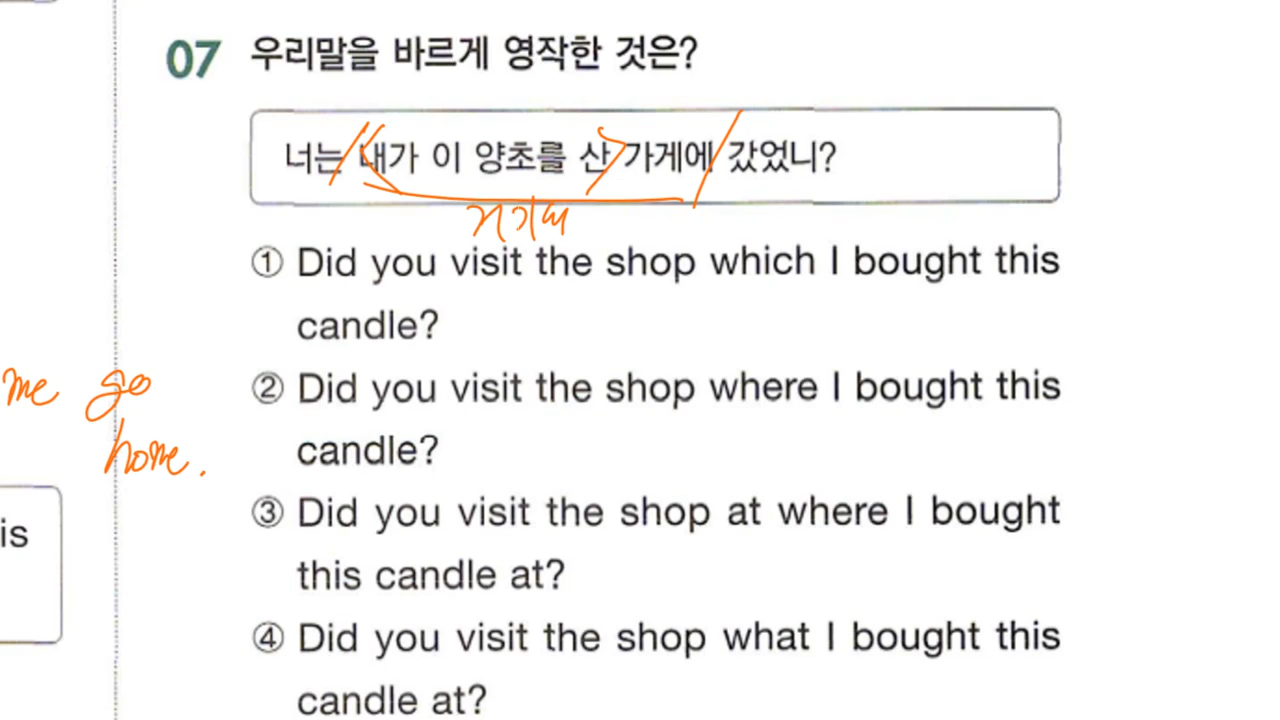 07 우리말을 바르게 영작한 것은?
너는 내가 이 양초를 산 가게에 갔었니?
① Did you visit the shop which I bought this
candle?
② Did you visit the shop where I bought this
candle?
③ Did you visit the shop at where I bought
this candle at?
④ Did you visit the shop what I bought this
candle at?
me go
home.
is